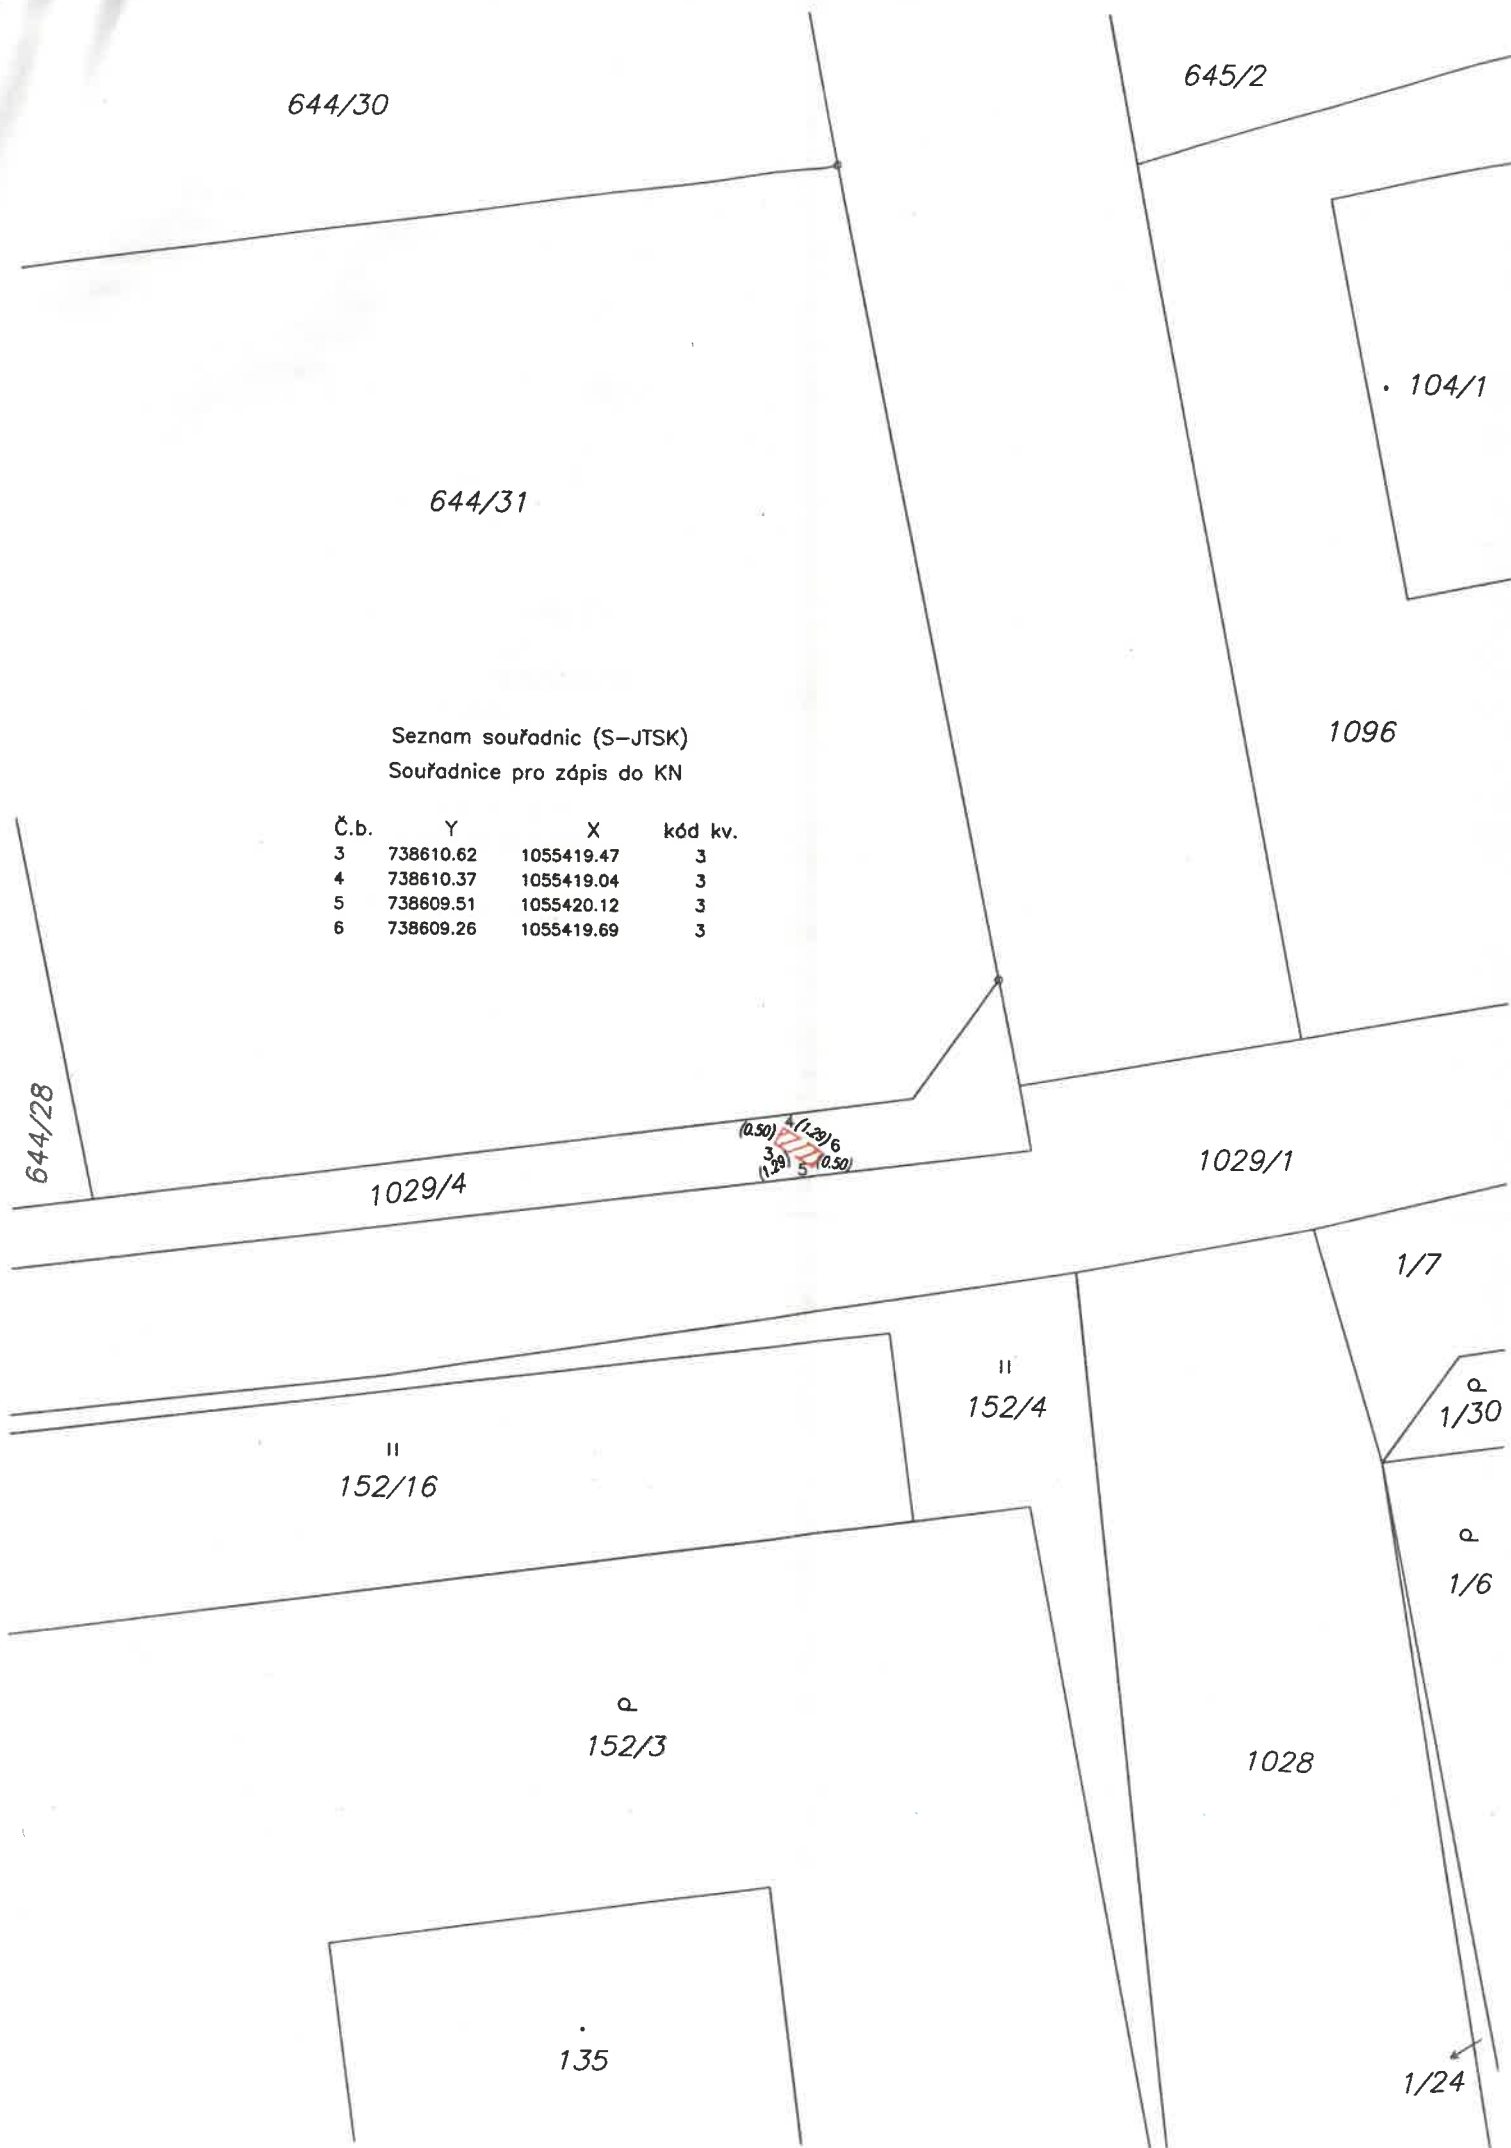 644/30
645/2
104/1
644/31
1096
Seznam souřadnic (S-JTSK)
Souřadnice pro zápis do KN
Č.b. Y X kód kv.
3 738610.62 1055419.47 3
4 738610.37 1055419.04 3
5 738609.51 1055420.12 3
6 738609.26 1055419.69 3
644/28
4
(0.50)
(1.29)
6
3
(1.29)
5
(0.50)
1029/4
1029/1
1/7
II
152/4
P
1/30
II
152/16
P
1/6
P
152/3
1028
135
1/24